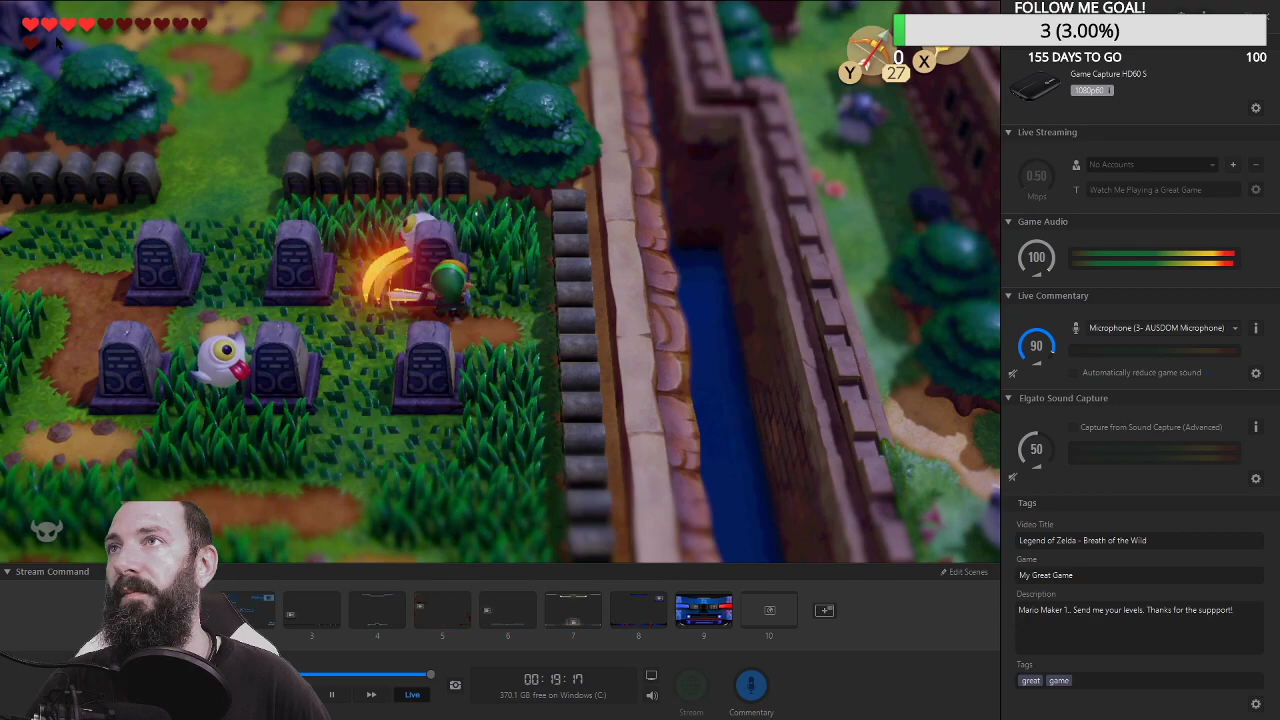 FOLLOW ME GOAL!
3 (3.00%)
155 DAYS TO GO
100
0
Y
27
X
Game Capture HD60 S
1080p60
Live Streaming
0.50
Mbps
No Accounts
Watch Me Playing a Great Game
Game Audio
100
Live Commentary
90
Microphone (3- AUSDOM Microphone)
Automatically reduce game sound
Elgato Sound Capture
50
Capture from Sound Capture (Advanced)
Tags
Video Title
Legend of Zelda - Breath of the Wild
Game
My Great Game
Description
Mario Maker 1.. Send me your levels. Thanks for the suppport!
Tags
great game
Stream Command
Edit Scenes
3 4 5 6 7 8 9 10
Live
00:19:17
370.1 GB free on Windows (C:)
Stream
Commentary